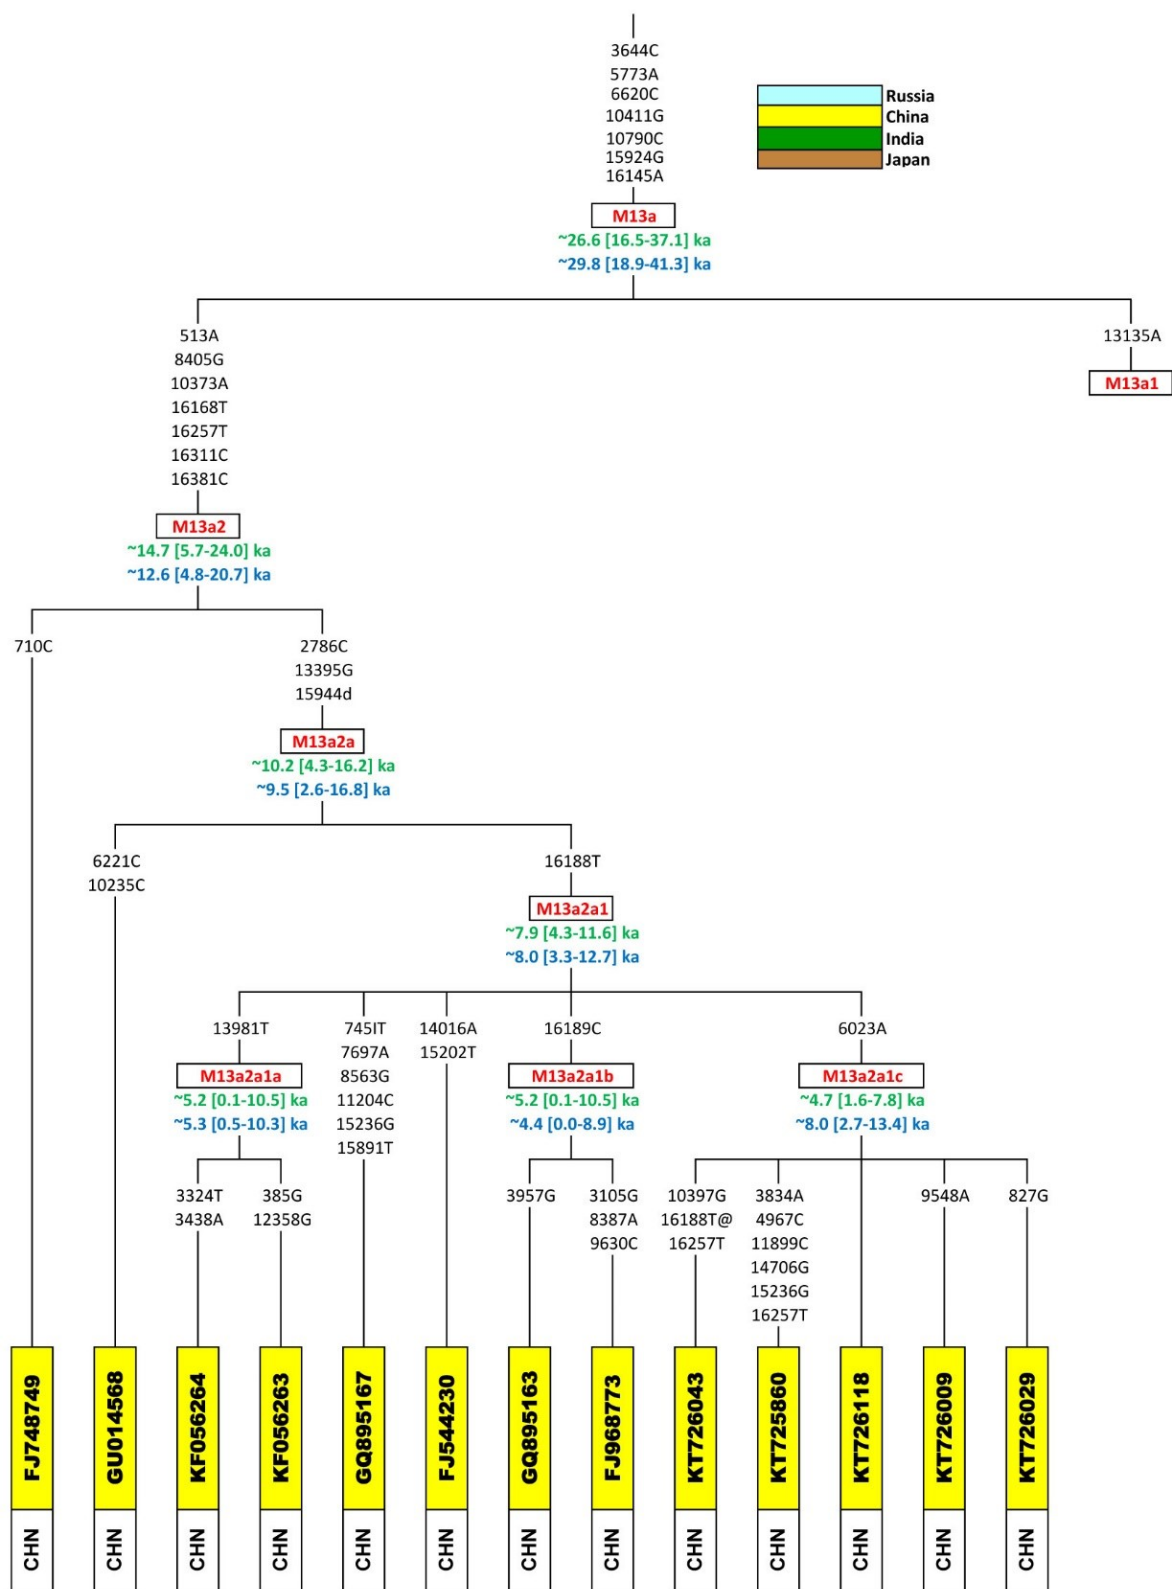 3644C
5773A
6620C
10411G
10790C
15924G
16145A
Russia
China
India
Japan
M13a
~26.6 [16.5-37.1] ka
~29.8 [18.9-41.3] ka
513A
8405G
10373A
16168T
16257T
16311C
16381C
13135A
M13a1
M13a2
~14.7 [5.7-24.0] ka
~12.6 [4.8-20.7] ka
710C
2786C
13395G
15944d
M13a2a
~10.2 [4.3-16.2] ka
~9.5 [2.6-16.8] ka
6221C
10235C
16188T
M13a2a1
~7.9 [4.3-11.6] ka
~8.0 [3.3-12.7] ka
13981T
M13a2a1a
~5.2 [0.1-10.5] ka
~5.3 [0.5-10.3] ka
745IT
7697A
8563G
11204C
15236G
15891T
14016A
15202T
16189C
M13a2a1b
~5.2 [0.1-10.5] ka
~4.4 [0.0-8.9] ka
6023A
M13a2a1c
~4.7 [1.6-7.8] ka
~8.0 [2.7-13.4] ka
3324T
3438A
385G
12358G
3957G
3105G
8387A
9630C
10397G
16188T@
16257T
3834A
4967C
11899C
14706G
15236G
16257T
9548A
827G
FJ748749
GU014568
KF056264
KF056263
GQ895167
FJ544230
GQ895163
FJ968773
KT726043
KT725860
KT726118
KT726009
KT726029
CHN
CHN
CHN
CHN
CHN
CHN
CHN
CHN
CHN
CHN
CHN
CHN
CHN